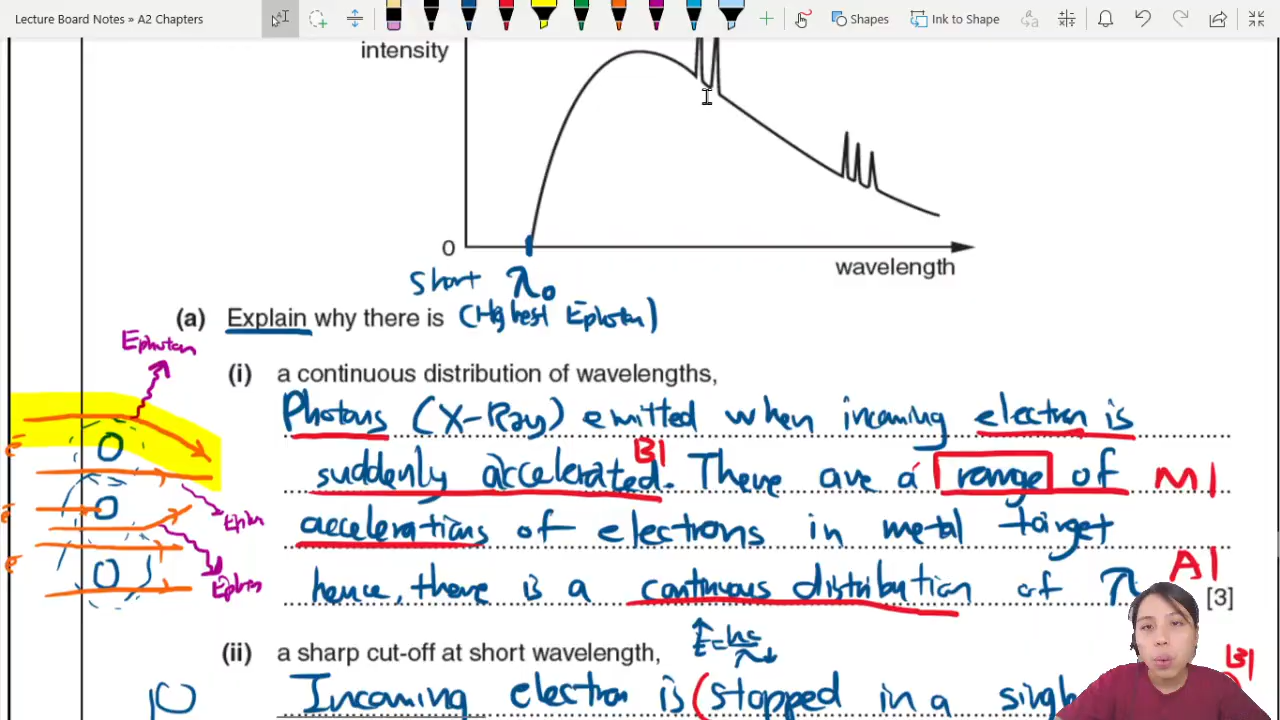 Lecture Board Notes » A2 Chapters
Shapes
Ink to Shape
intensity
0
wavelength
Short λ₀
(a) Explain why there is (Highest Ephoton)
Ephoton
(i) a continuous distribution of wavelengths,
Photons (X-Ray) emitted when incoming electron is
suddenly accelerated. There are a range of
B1
M1
accelerations of electrons in metal target
hence, there is a continuous distribution of λ
A1
[3]
e⁻
e⁻
e⁻
Ephoton
E=hc/λ
(ii) a sharp cut-off at short wavelength,
B1
Incoming electron is (stopped in a